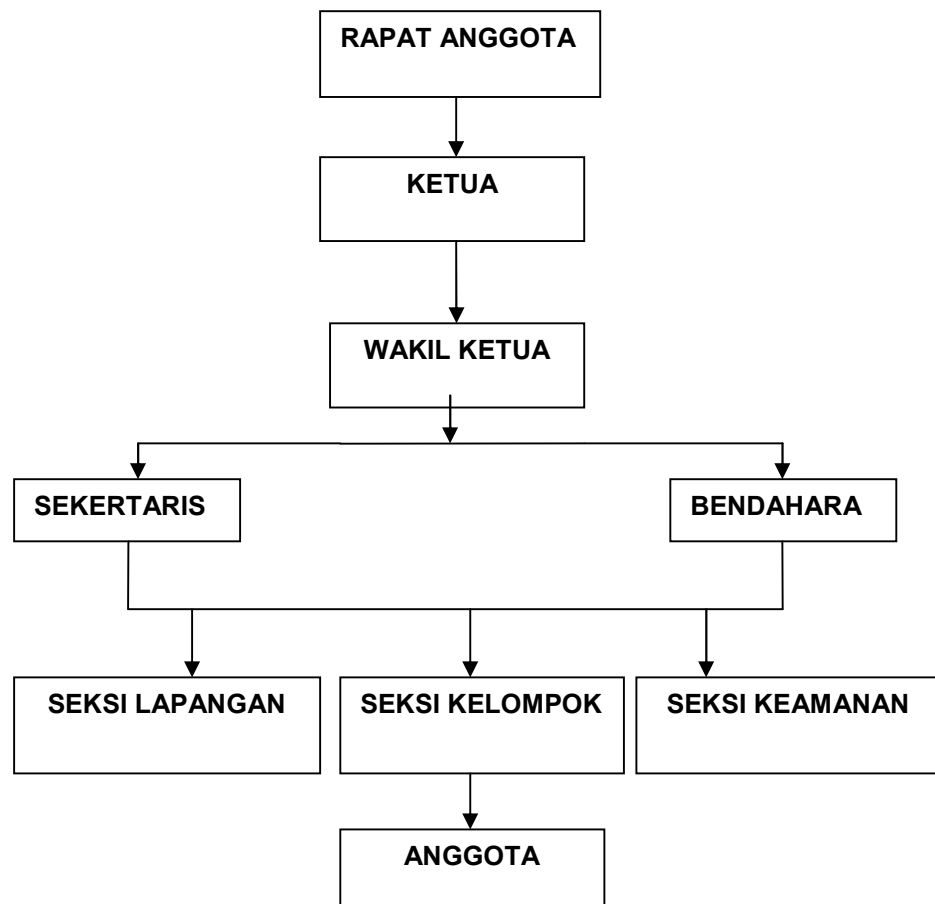 RAPAT ANGGOTA
KETUA
WAKIL KETUA
SEKERTARIS
BENDAHARA
SEKSI LAPANGAN
SEKSI KELOMPOK
SEKSI KEAMANAN
ANGGOTA